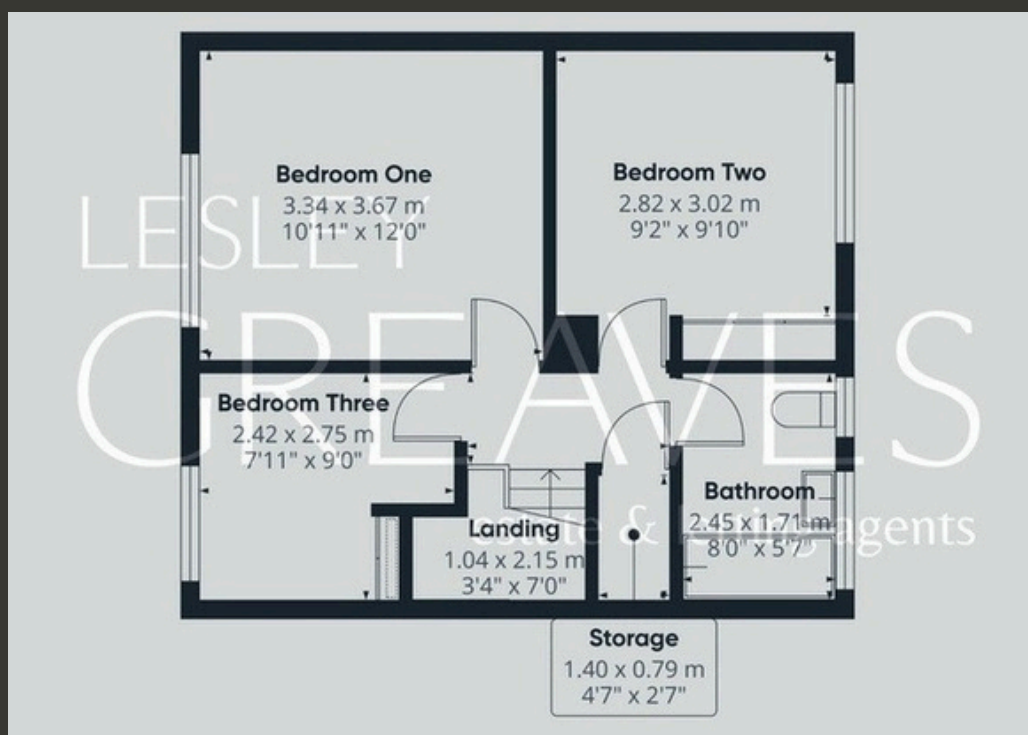 Bedroom One
3.34 x 3.67 m
10'11" x 12'0"
Bedroom Two
2.82 x 3.02 m
9'2" x 9'10"
LESLEY
GREAVES
estate & letting agents
Bedroom Three
2.42 x 2.75 m
7'11" x 9'0"
Landing
1.04 x 2.15 m
3'4" x 7'0"
Bathroom
2.45 x 1.71 m
8'0" x 5'7"
Storage
1.40 x 0.79 m
4'7" x 2'7"